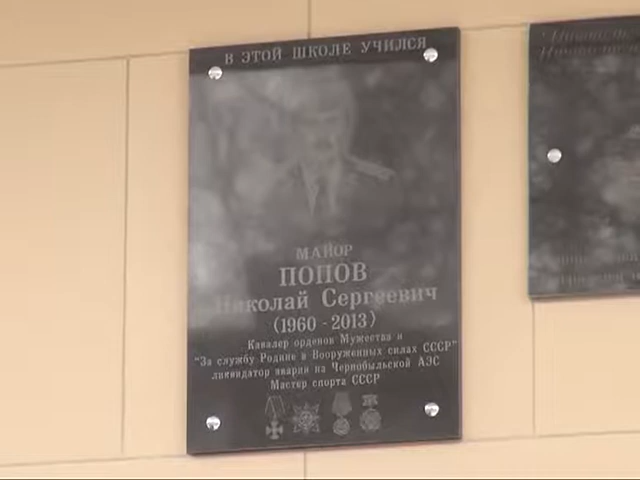 В ЭТОЙ ШКОЛЕ УЧИЛСЯ
МАЙОР
ПОПОВ
Николай Сергеевич
(1960 - 2013)
Кавалер орденов Мужества и
"За службу Родине в Вооруженных силах СССР"
ликвидатор аварии на Чернобыльской АЭС
Мастер спорта СССР